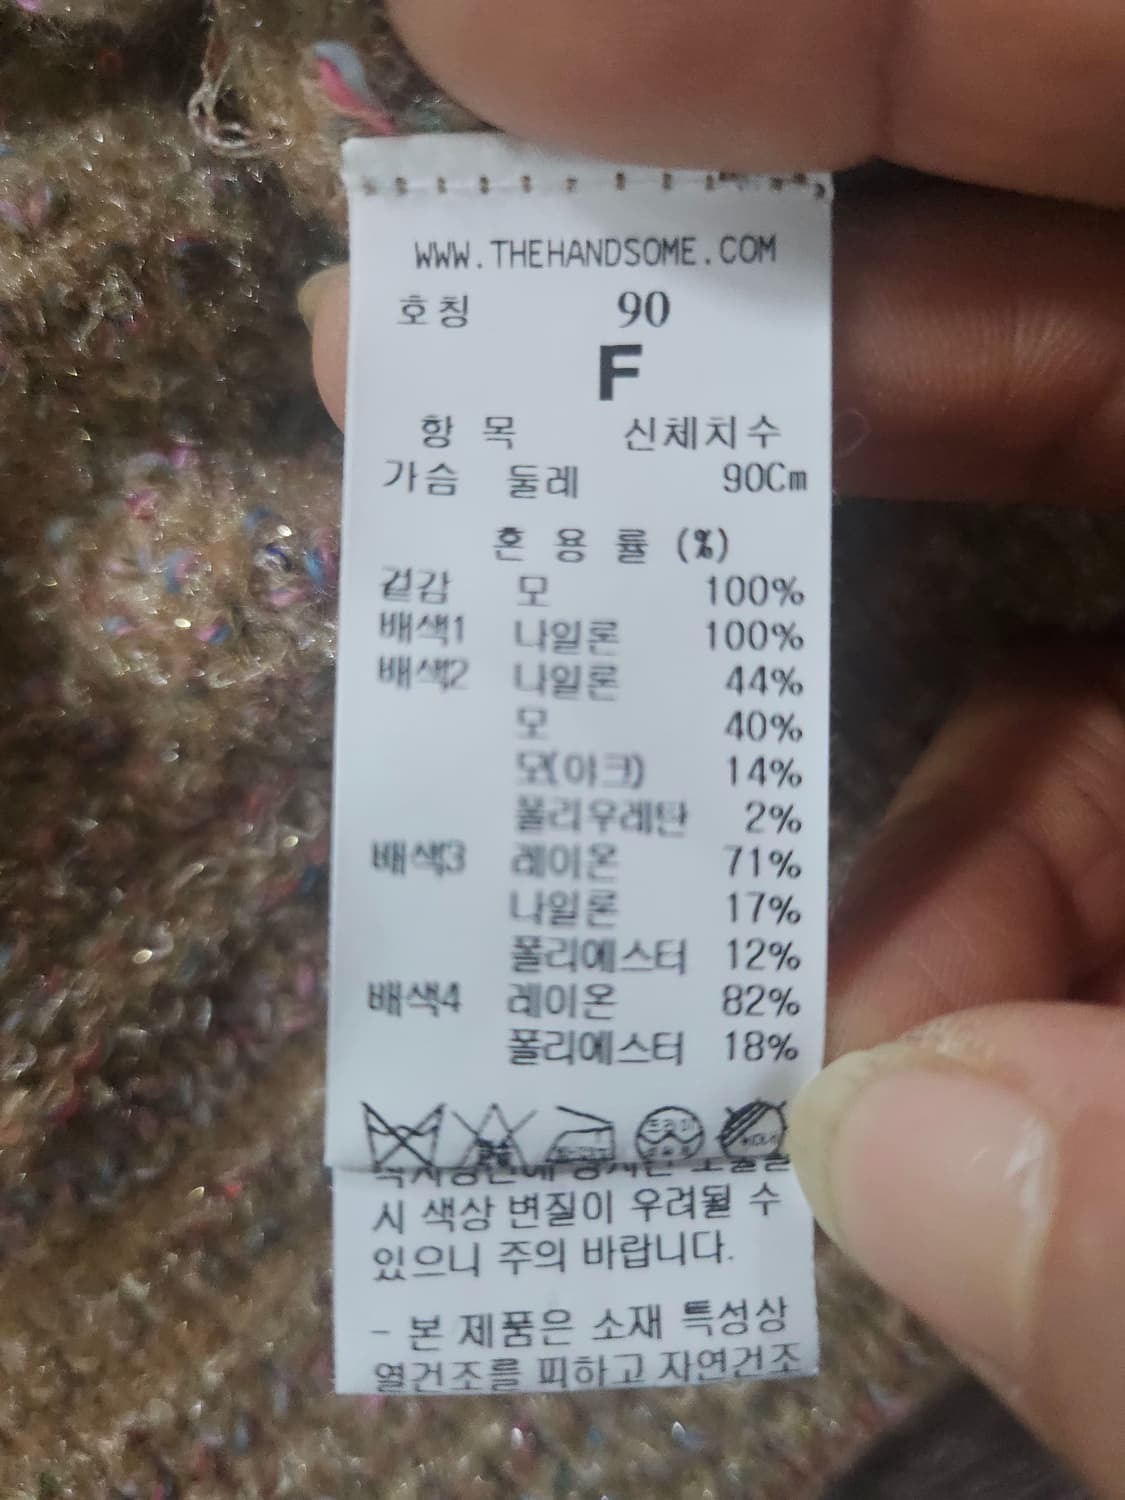 WWW.THEHANDSOME.COM
호칭 90
F
항 목 신체치수
가슴 둘레 90Cm
혼 용 률 (%)
겉감 모 100%
배색1 나일론 100%
배색2 나일론 44%
모 40%
모(야크) 14%
폴리우레탄 2%
배색3 레이온 71%
나일론 17%
폴리에스터 12%
배색4 레이온 82%
폴리에스터 18%
드라이
시 색상 변질이 우려될 수
있으니 주의 바랍니다.
- 본 제품은 소재 특성상
열건조를 피하고 자연건조